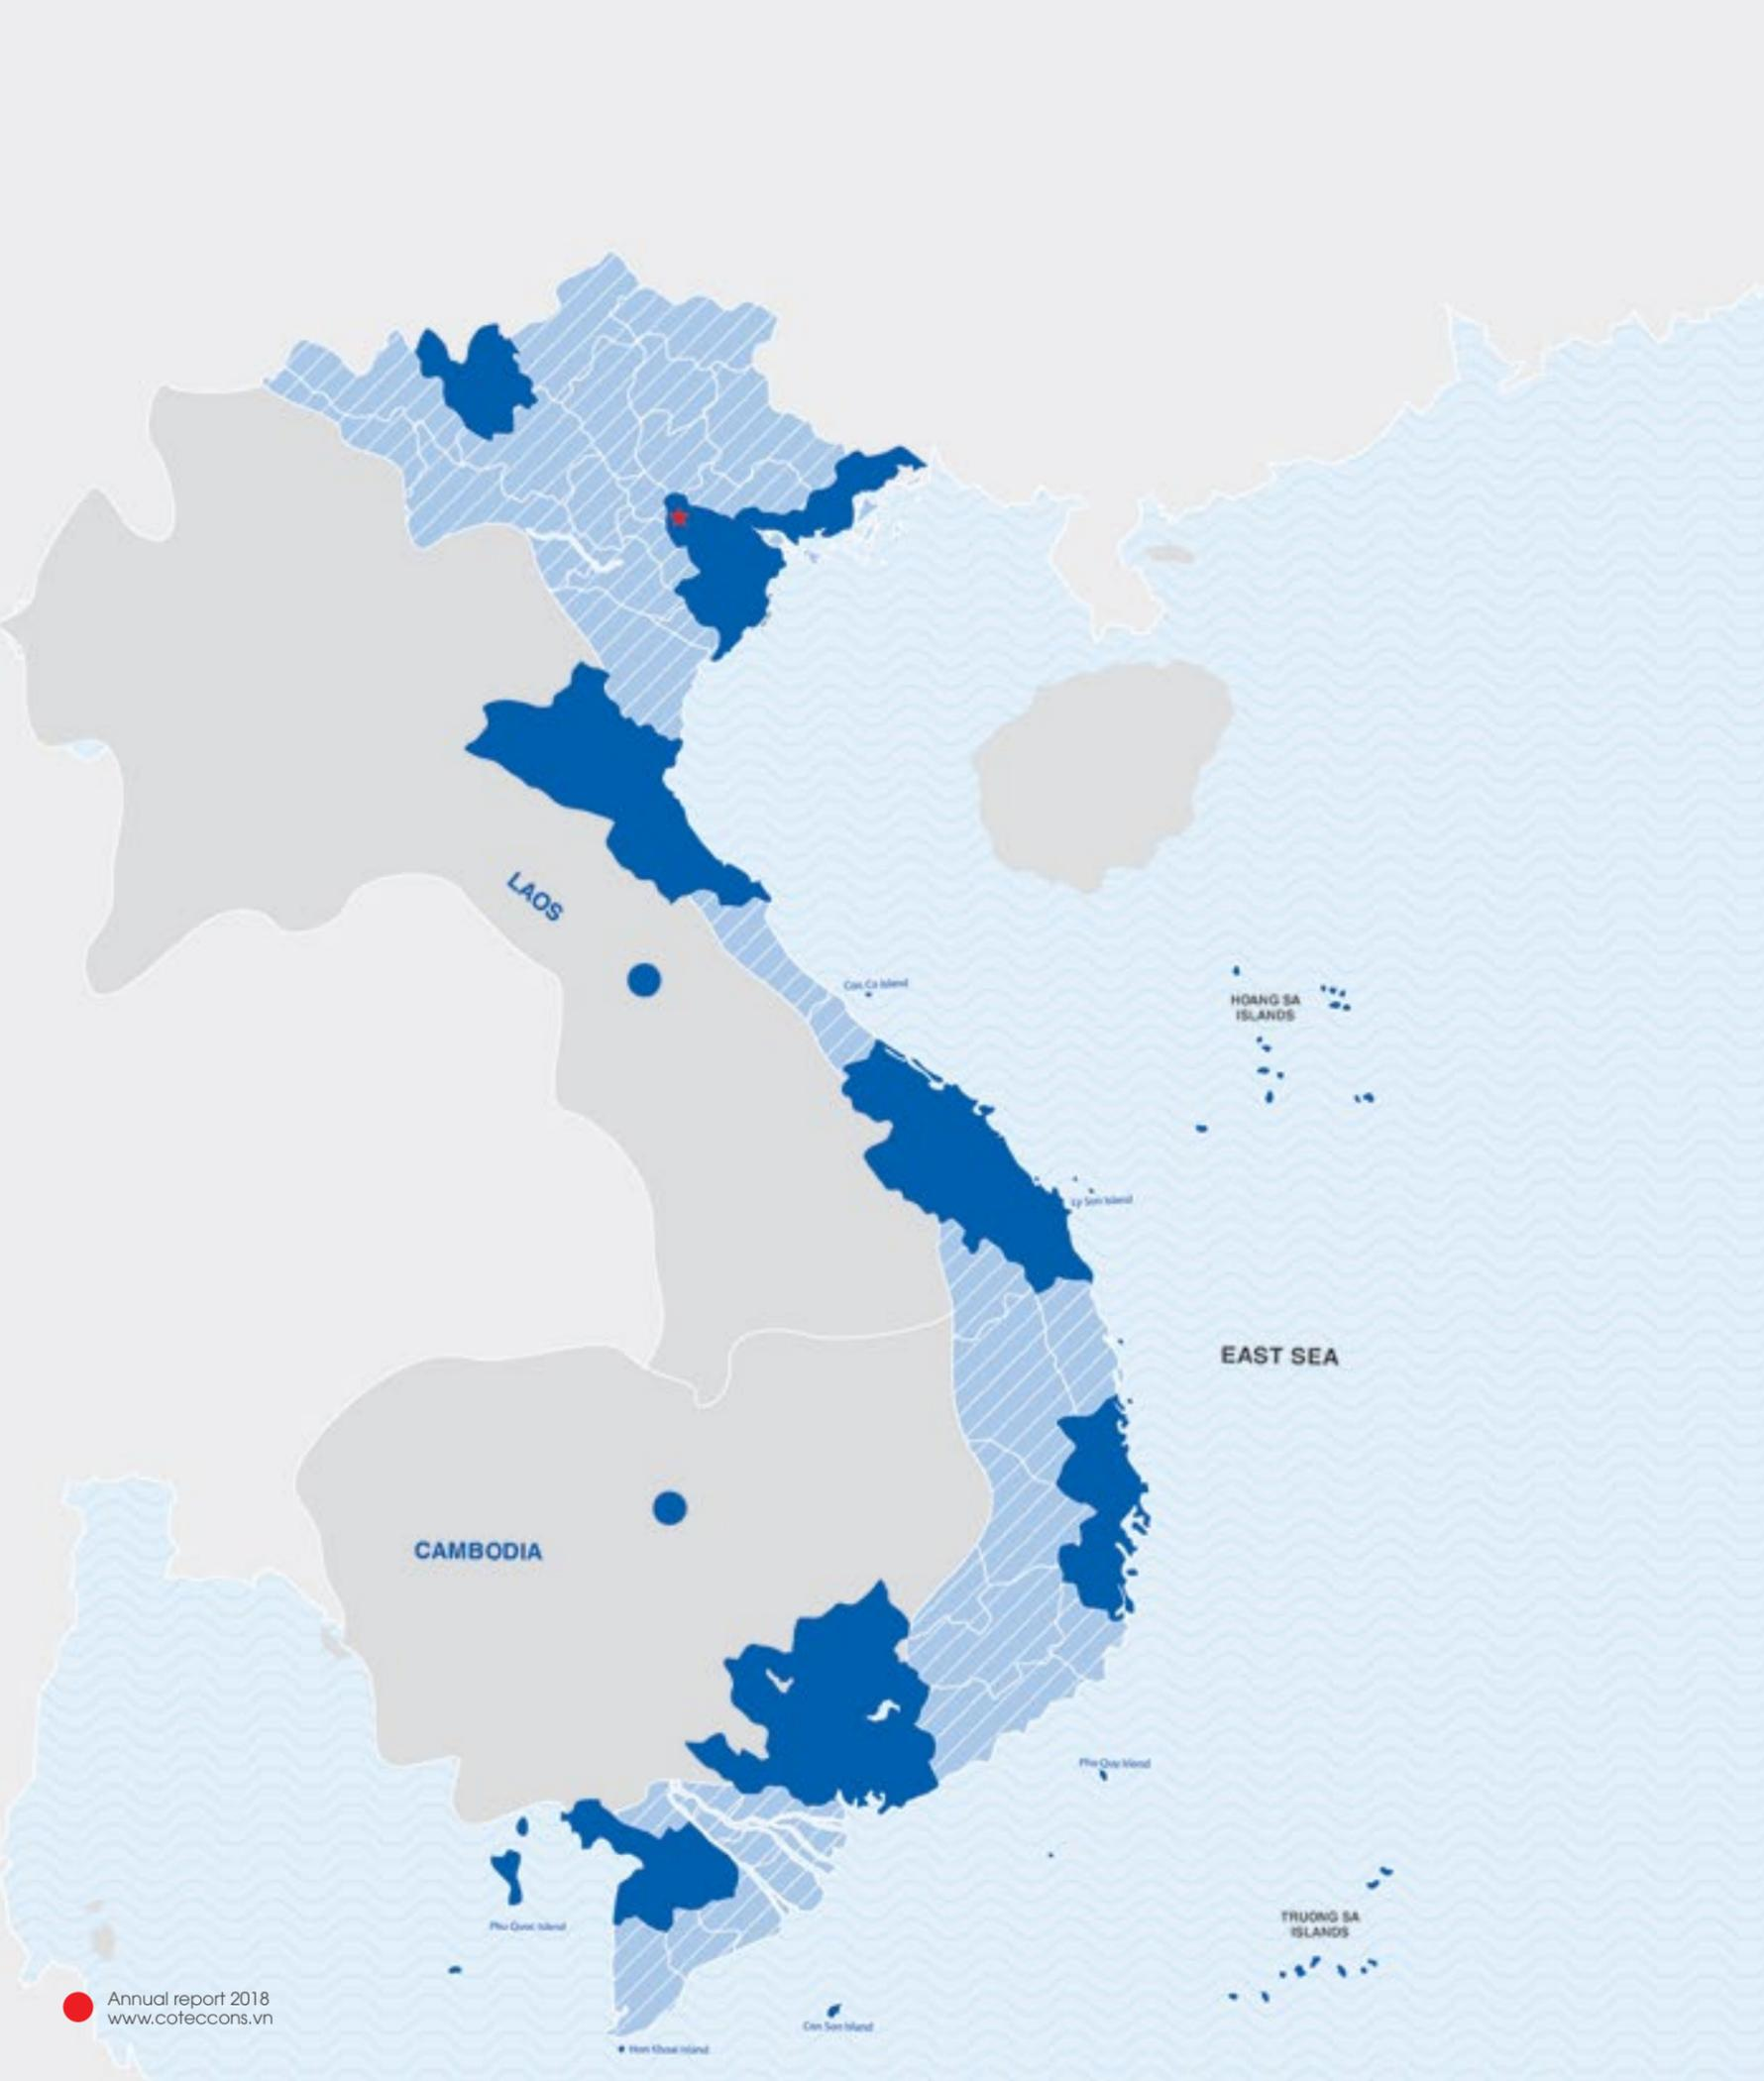 LAOS
Con Co Island
HOANG SA
ISLANDS
Ly Son Island
EAST SEA
CAMBODIA
Phu Quy Island
Phu Quoc Island
TRUONG SA
ISLANDS
Annual report 2018
www.coteccons.vn
Con Son Island
Hon Khoai Island